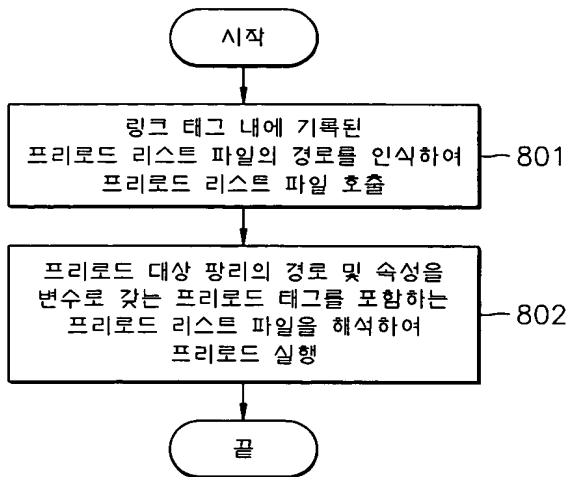 시작
링크 태그 내에 기록된
프리로드 리스트 파일의 경로를 인식하여
프리로드 리스트 파일 호출
801
프리로드 대상 팡리의 경로 및 속성을
변수로 갖는 프리로드 태그를 포함하는
프리로드 리스트 파일을 해석하여
프리로드 실행
802
끝